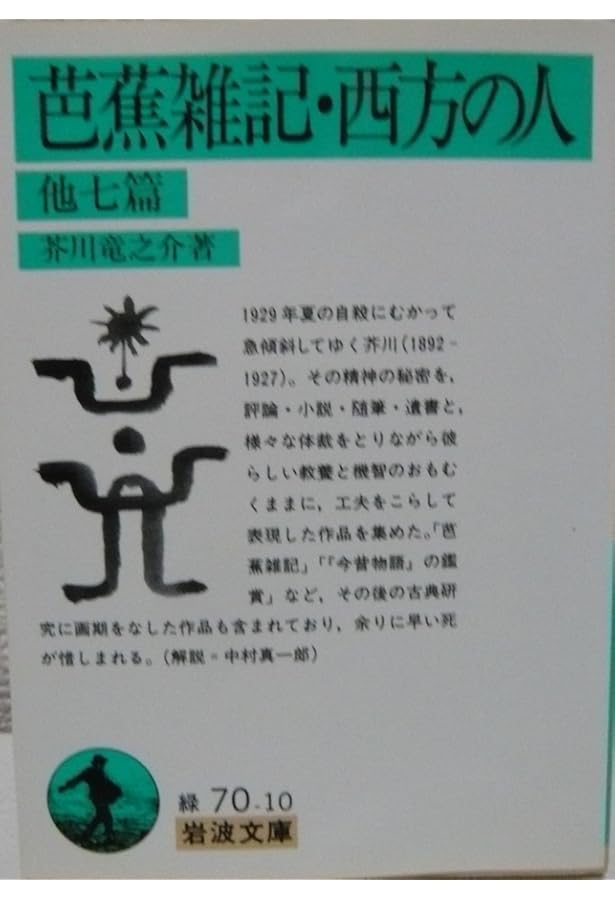 芭蕉雑記・西方の人
他七篇
芥川竜之介著
1929年夏の自殺にむかって
急傾斜してゆく芥川(1892-
1927)。その精神の秘密を,
評論・小説・随筆・遺書と,
様々な体裁をとりながら彼
らしい教養と機智のおもむ
くままに,工夫をこらして
表現した作品を集めた。「芭
蕉雑記」「『今昔物語』の鑑
賞」など,その後の古典研
究に画期をなした作品も含まれており,余りに早い死
が惜しまれる。(解説=中村真一郎)
緑 70-10
岩波文庫